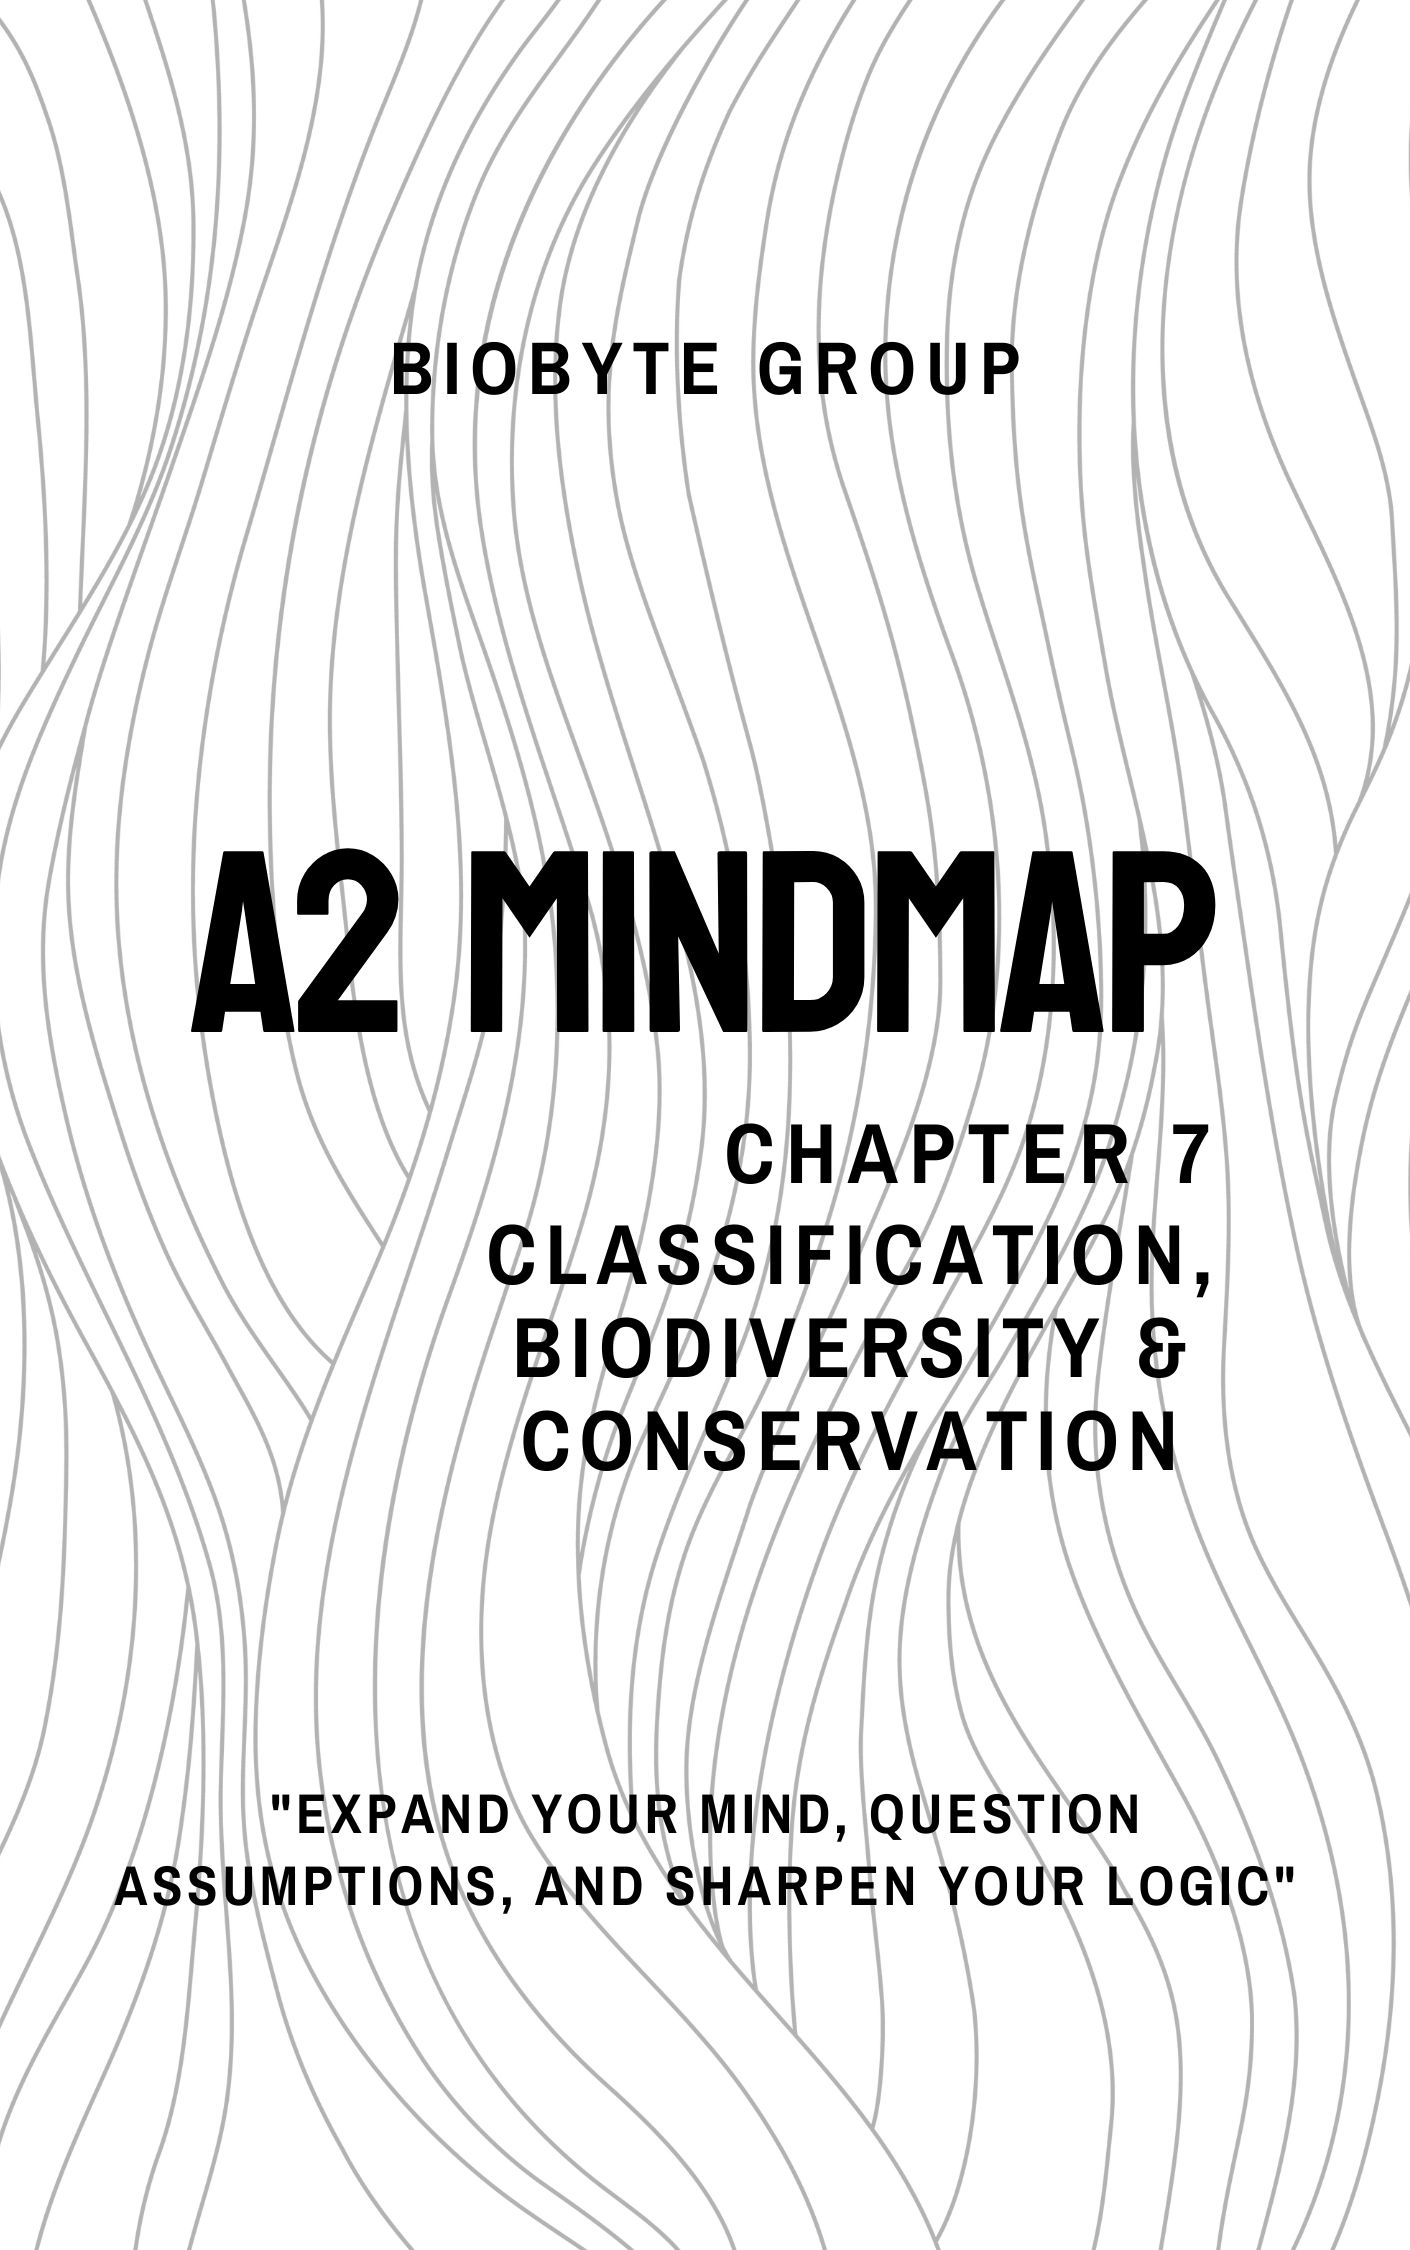 BIOBYTE GROUP
A2 MINDMAP
CHAPTER 7
CLASSIFICATION,
BIODIVERSITY &
CONSERVATION
"EXPAND YOUR MIND, QUESTION
ASSUMPTIONS, AND SHARPEN YOUR LOGIC"